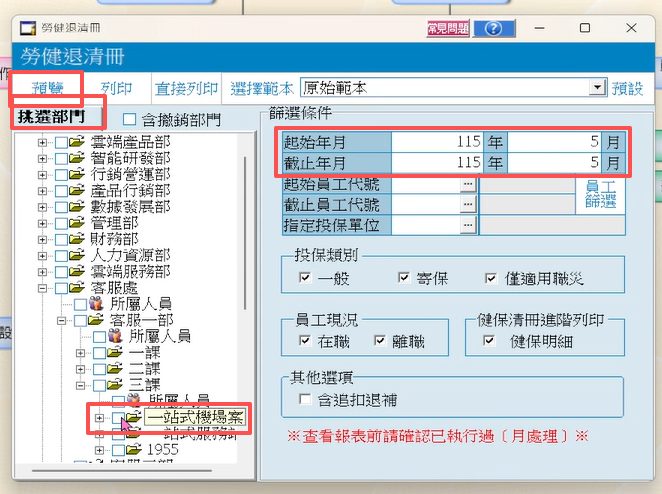 勞健退清冊
常見問題
?
勞健退清冊
預覽 列印 直接列印 選擇範本 原始範本 預設
挑選部門 含撤銷部門
雲端產品部
智能研發部
行銷營運部
產品行銷部
數據發展部
管理部
財務部
人力資源部
雲端服務部
客服處
所屬人員
客服一部
所屬人員
一課
二課
三課
所屬人員
一站式機場案
一站式服務
1955
篩選條件
起始年月 115 年 5 月
截止年月 115 年 5 月
起始員工代號 ...
截止員工代號 ...
指定投保單位 ...
員工
篩選
投保類別
一般 寄保 僅適用職災
員工現況
在職 離職
健保清冊進階列印
健保明細
其他選項
含追扣退補
※查看報表前請確認已執行過〔月處理〕※